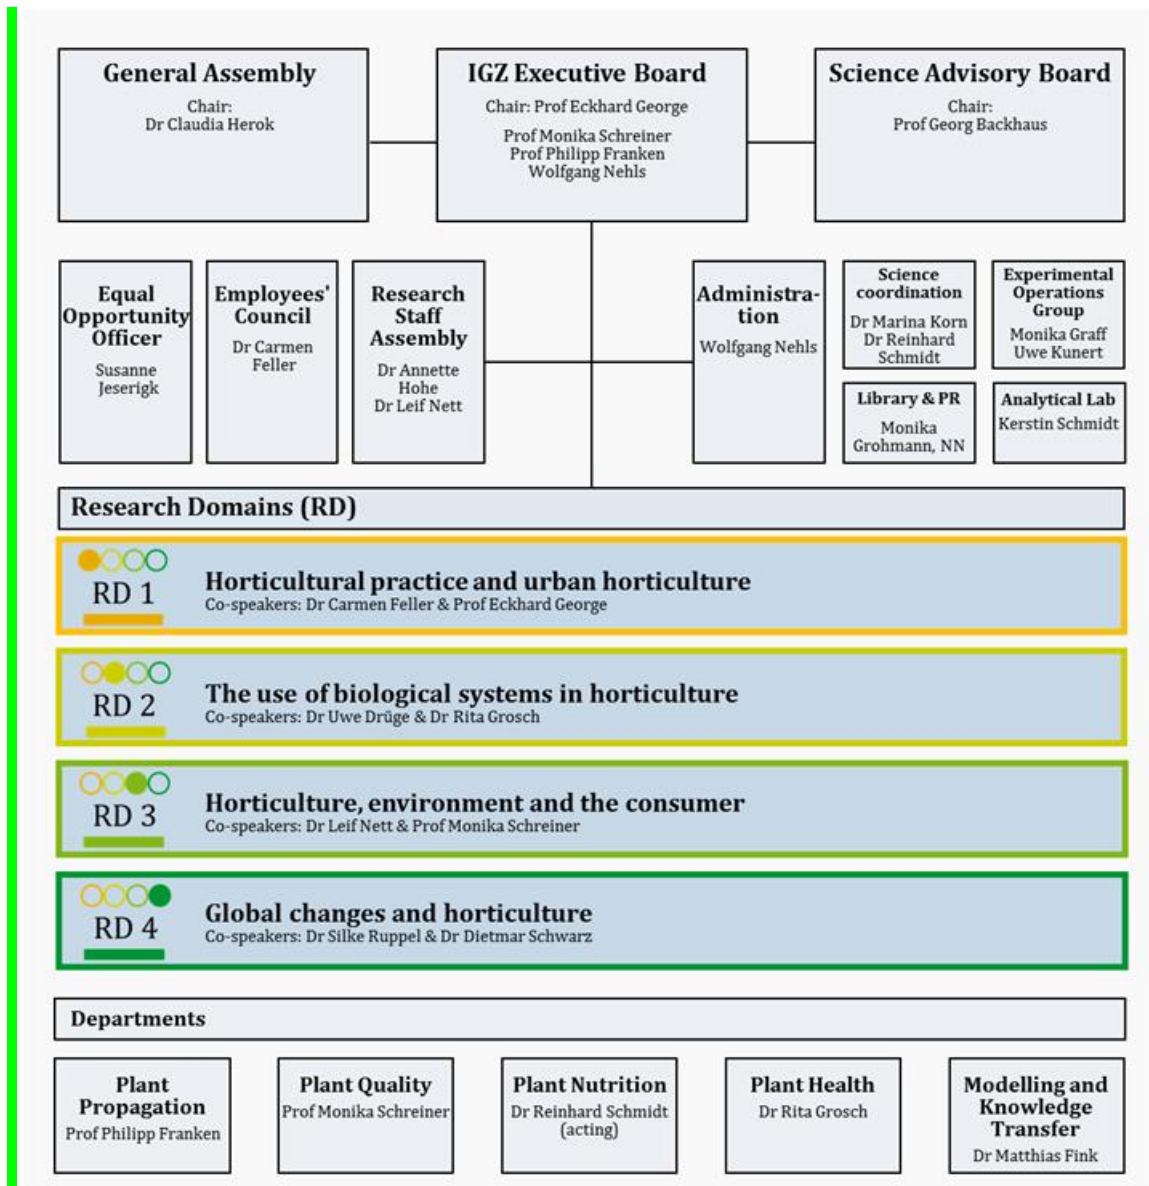 General Assembly
Chair:
Dr Claudia Herok
IGZ Executive Board
Chair: Prof Eckhard George
Prof Monika Schreiner
Prof Philipp Franken
Wolfgang Nehls
Science Advisory Board
Chair:
Prof Georg Backhaus
Equal
Opportunity
Officer
Susanne
Jeserigk
Employees'
Council
Dr Carmen
Feller
Research
Staff
Assembly
Dr Annette
Hohe
Dr Leif Nett
Administra-
tion
Wolfgang Nehls
Science
coordination
Dr Marina Korn
Dr Reinhard
Schmidt
Experimental
Operations
Group
Monika Graff
Uwe Kunert
Library & PR
Monika
Grohmann, NN
Analytical Lab
Kerstin Schmidt
Research Domains (RD)
RD 1
Horticultural practice and urban horticulture
Co-speakers: Dr Carmen Feller & Prof Eckhard George
RD 2
The use of biological systems in horticulture
Co-speakers: Dr Uwe Drüge & Dr Rita Grosch
RD 3
Horticulture, environment and the consumer
Co-speakers: Dr Leif Nett & Prof Monika Schreiner
RD 4
Global changes and horticulture
Co-speakers: Dr Silke Ruppel & Dr Dietmar Schwarz
Departments
Plant
Propagation
Prof Philipp Franken
Plant Quality
Prof Monika Schreiner
Plant Nutrition
Dr Reinhard Schmidt
(acting)
Plant Health
Dr Rita Grosch
Modelling and
Knowledge
Transfer
Dr Matthias Fink